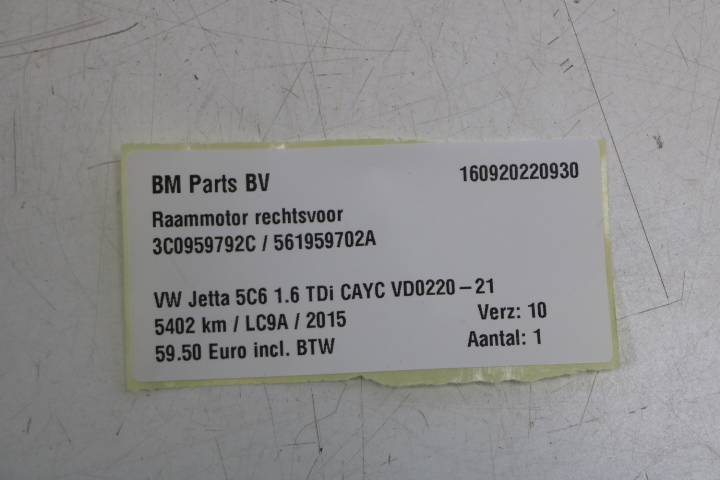 BM Parts BV 160920220930
Raammotor rechtsvoor
3C0959792C / 561959702A
VW Jetta 5C6 1.6 TDi CAYC VD0220-21
5402 km / LC9A / 2015 Verz: 10
59.50 Euro incl. BTW Aantal: 1